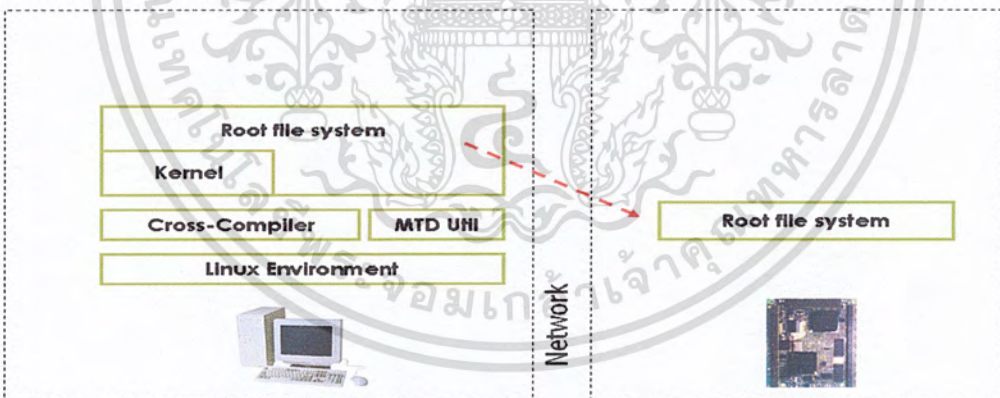 Root file system
Kernel
Cross-Compiler
MTD Util
Linux Environment
Network
Root file system